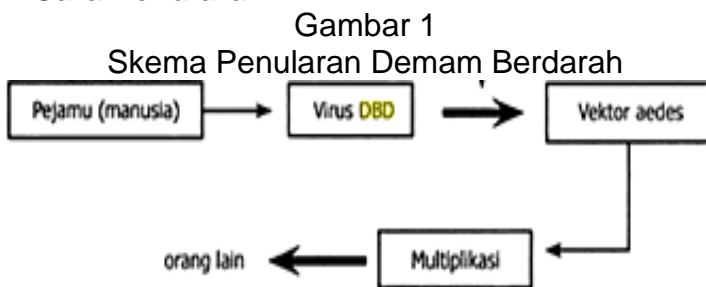 Gambar 1
Skema Penularan Demam Berdarah
Pejamu (manusia)
Virus DBD
Vektor aedes
Multiplikasi
orang lain